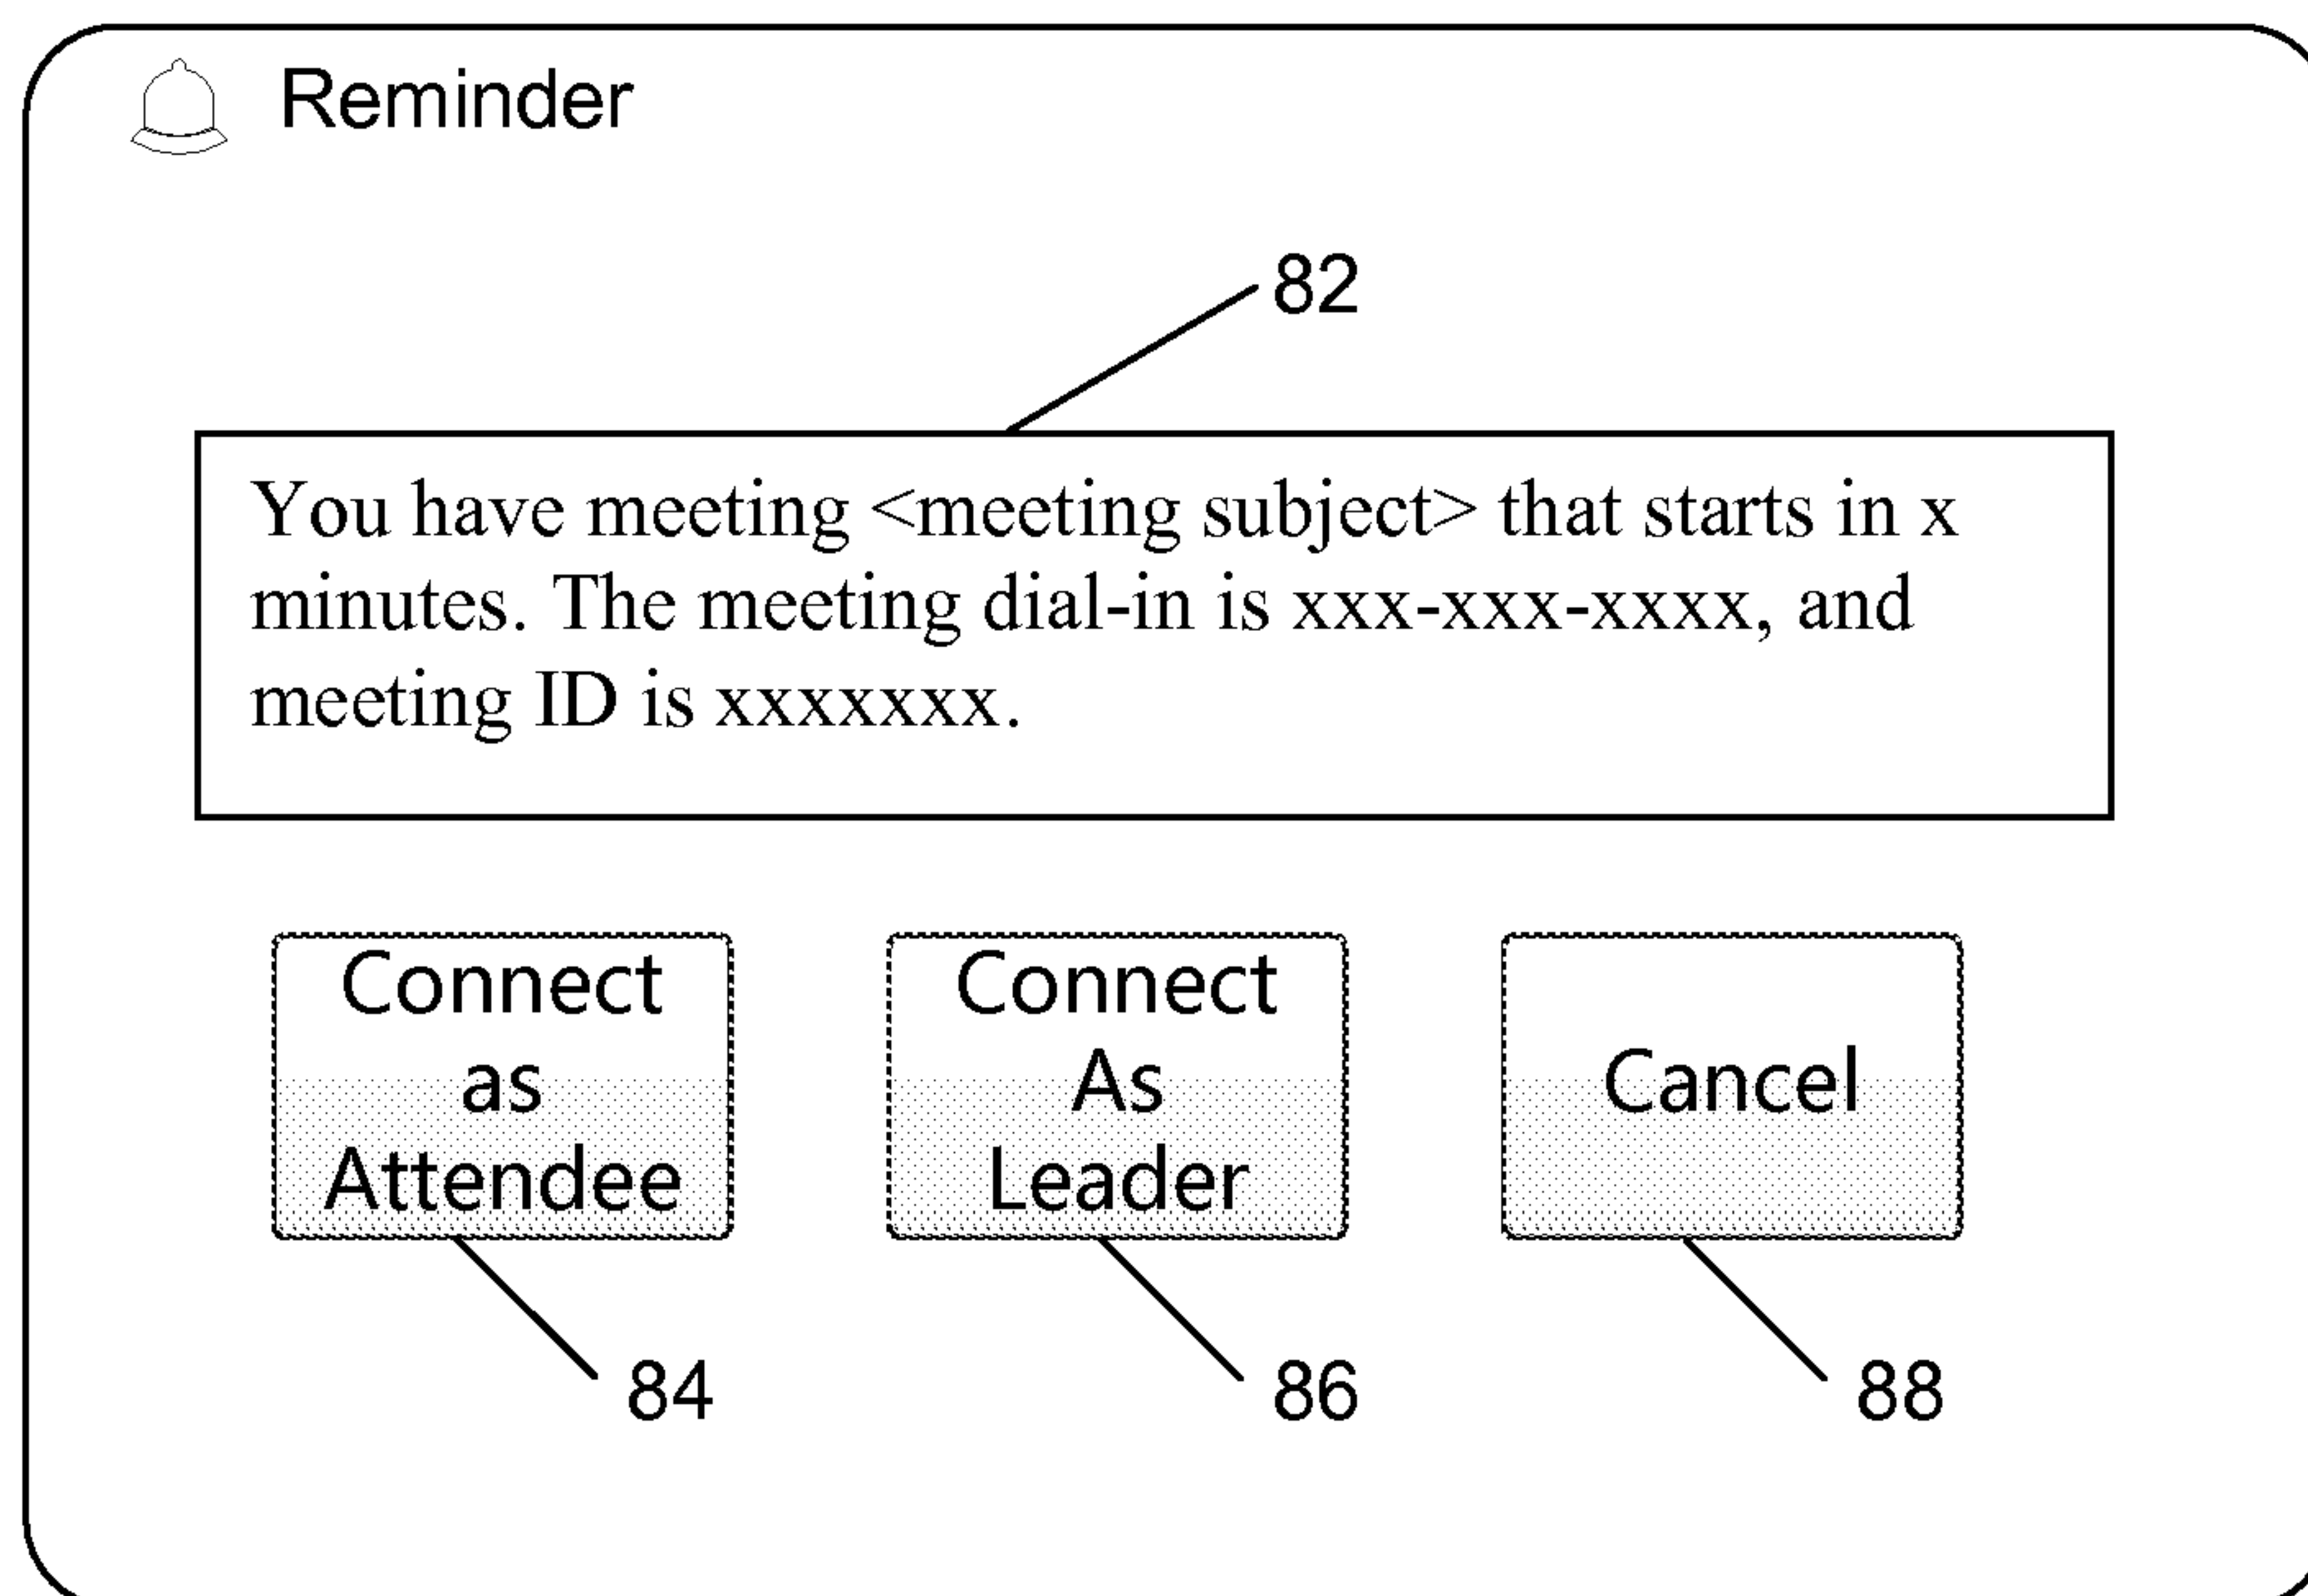 Reminder
82
You have meeting <meeting subject> that starts in x
minutes. The meeting dial-in is xxx-xxx-xxxx, and
meeting ID is xxxxxxx.
Connect
as
Attendee
Connect
As
Leader
Cancel
84
86
88